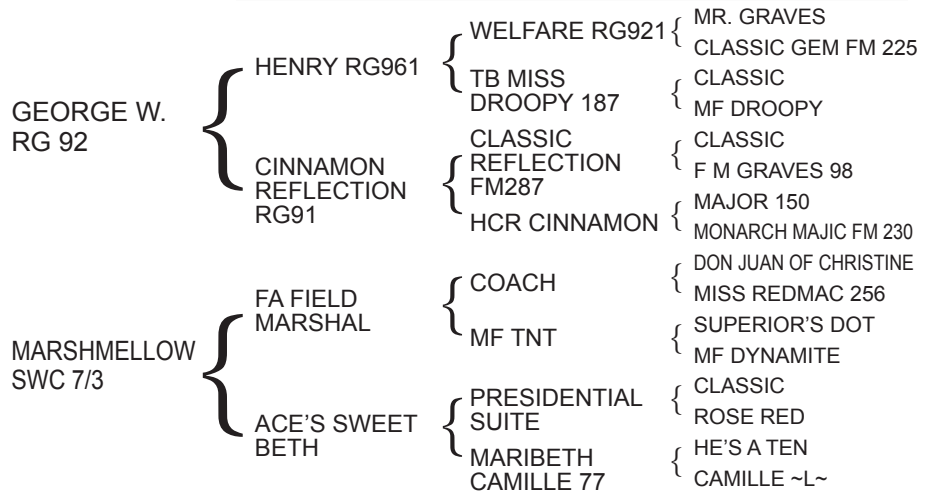 GEORGE W.
RG 92
HENRY RG961
WELFARE RG921
MR. GRAVES
CLASSIC GEM FM 225
TB MISS
DROOPY 187
CLASSIC
MF DROOPY
CINNAMON
REFLECTION
RG91
CLASSIC
REFLECTION
FM287
CLASSIC
F M GRAVES 98
HCR CINNAMON
MAJOR 150
MONARCH MAJIC FM 230
MARSHMELLOW
SWC 7/3
FA FIELD
MARSHAL
COACH
DON JUAN OF CHRISTINE
MISS REDMAC 256
MF TNT
SUPERIOR'S DOT
MF DYNAMITE
ACE'S SWEET
BETH
PRESIDENTIAL
SUITE
CLASSIC
ROSE RED
MARIBETH
CAMILLE 77
HE'S A TEN
CAMILLE ~L~